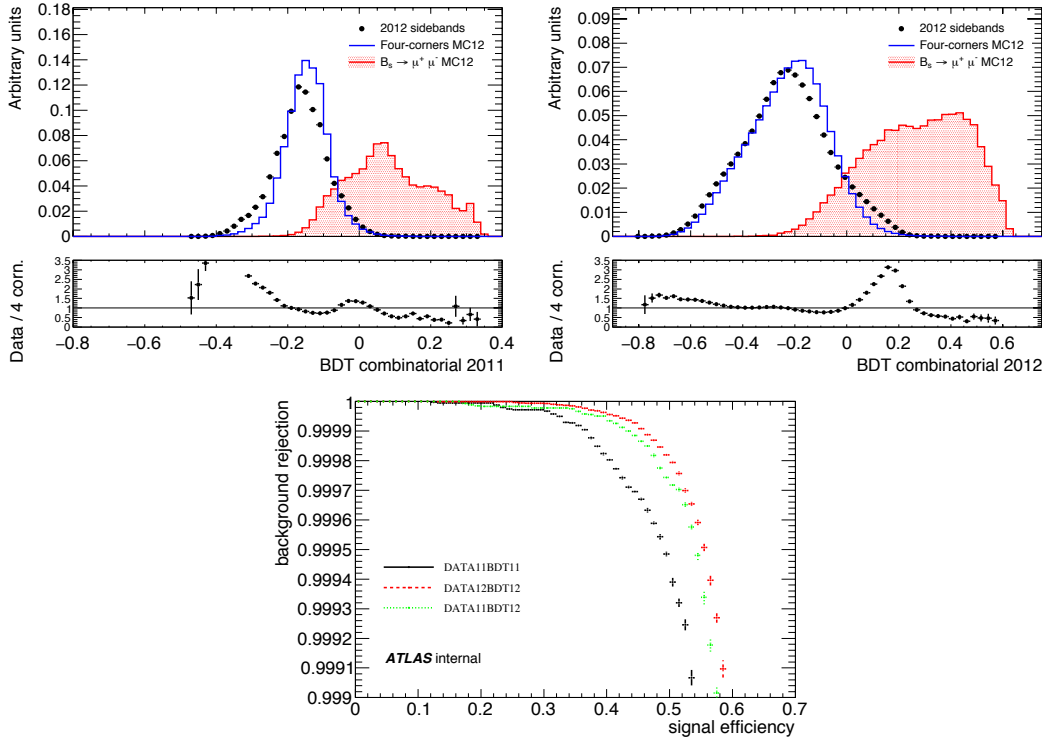 Arbitrary units
0.18
0.16
0.14
0.12
0.1
0.08
0.06
0.04
0.02
0
2012 sidebands
Four-corners MC12
Bs → μ+ μ- MC12
Data / 4 corn.
3.5
3
2.5
2
1.5
1
0.5
0
−0.8 −0.6 −0.4 −0.2 0 0.2 0.4
BDT combinatorial 2011
Arbitrary units
0.09
0.08
0.07
0.06
0.05
0.04
0.03
0.02
0.01
0
2012 sidebands
Four-corners MC12
Bs → μ+ μ- MC12
Data / 4 corn.
3.5
3
2.5
2
1.5
1
0.5
0
−0.8 −0.6 −0.4 −0.2 0 0.2 0.4 0.6
BDT combinatorial 2012
background rejection
1
0.9999
0.9998
0.9997
0.9996
0.9995
0.9994
0.9993
0.9992
0.9991
0.999
DATA11BDT11
DATA12BDT12
DATA11BDT12
ATLAS internal
0 0.1 0.2 0.3 0.4 0.5 0.6 0.7
signal efficiency